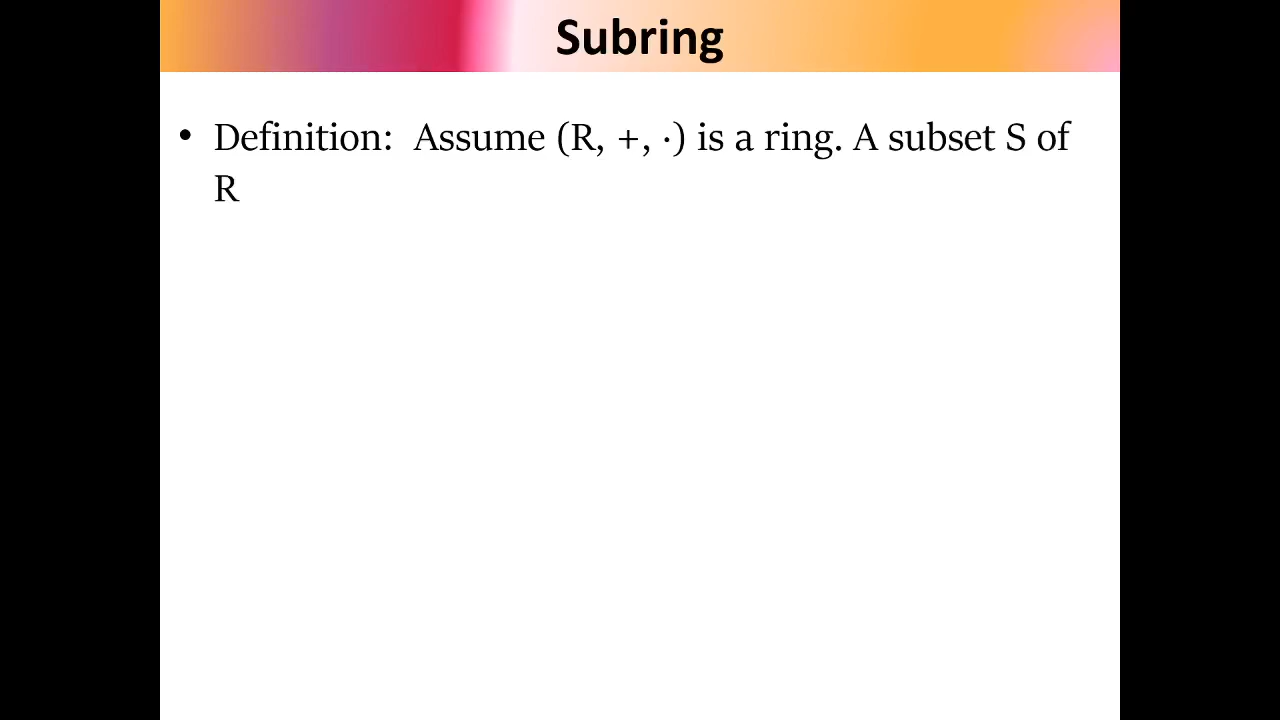 Subring
• Definition:  Assume (R, +, ·) is a ring. A subset S of
R